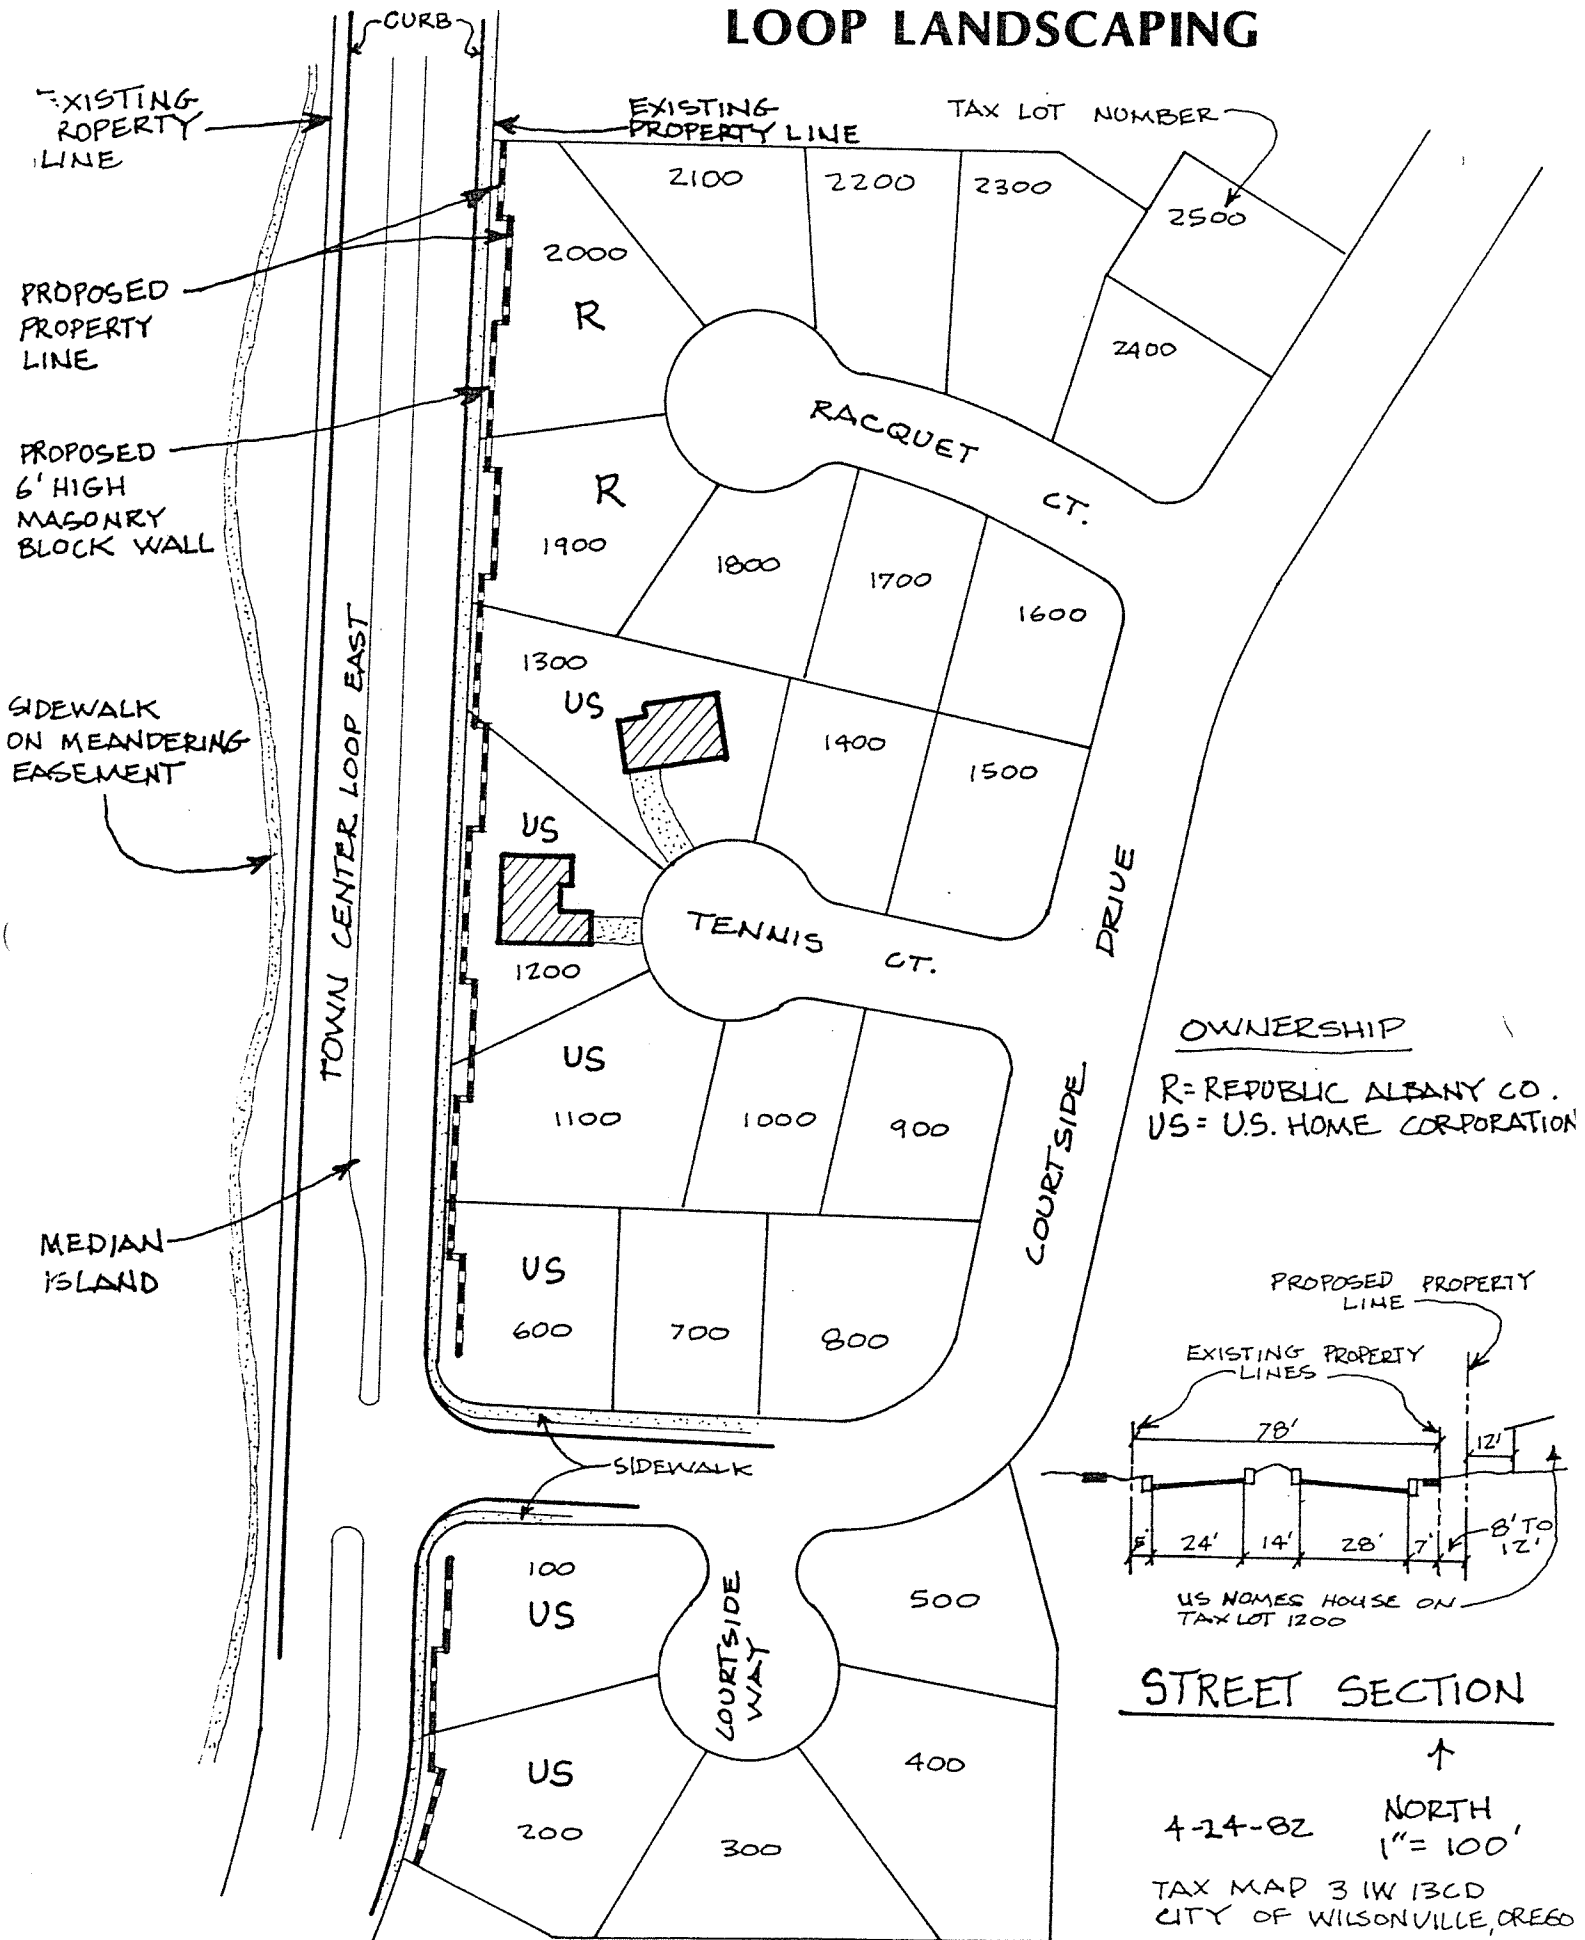 LOOP LANDSCAPING
CURB
EXISTING
ROPERTY
LINE
EXISTING
PROPERTY LINE
TAX LOT NUMBER
2100
2200
2300
2500
2000
R
PROPOSED
PROPERTY
LINE
2400
RACQUET
CT.
PROPOSED
6' HIGH
MASONRY
BLOCK WALL
R
1900
1800
1700
1600
1300
US
SIDEWALK
ON MEANDERING
EASEMENT
1400
1500
TOWN CENTER LOOP EAST
US
1200
TENNIS
CT.
COURTSIDE
DRIVE
US
1100
1000
900
OWNERSHIP
R= REPUBLIC ALBANY CO.
US= U.S. HOME CORPORATION
MEDIAN
ISLAND
US
600
700
800
PROPOSED PROPERTY
LINE
EXISTING PROPERTY
LINES
78'
12'
24'
14'
28'
7'
8' TO
12'
US HOMES HOUSE ON
TAX LOT 1200
STREET SECTION
SIDEWALK
100
US
COURTSIDE
WAY
500
US
200
300
400
4-24-82
NORTH
1"= 100'
TAX MAP 3 1W 13CD
CITY OF WILSONVILLE, OREGO